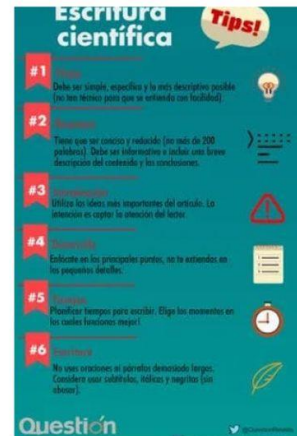 Escritura
científica
Tips!
#1
Debe ser simple, específica y lo más descriptivo posible
(no tan técnico para que se entienda con facilidad).
#2
Tiene que ser conciso y reducido (no más de 200
palabras). Debe ser informativo e incluir una breve
descripción del contenido y las conclusiones.
#3
Introducción
Utiliza las ideas más importantes del artículo. La
intención es captar la atención del lector.
#4
Desarrollo
Enfócate en los principales puntos, no te extiendas en
los pequeños detalles.
#5
Tiempos
Planificar tiempos para escribir. Elige los momentos en
los cuales funciones mejor!
#6
Escritura
No uses oraciones ni párrafos demasiado largos.
Considera usar subtítulos, itálicas y negritas (sin
abusar).
Questión